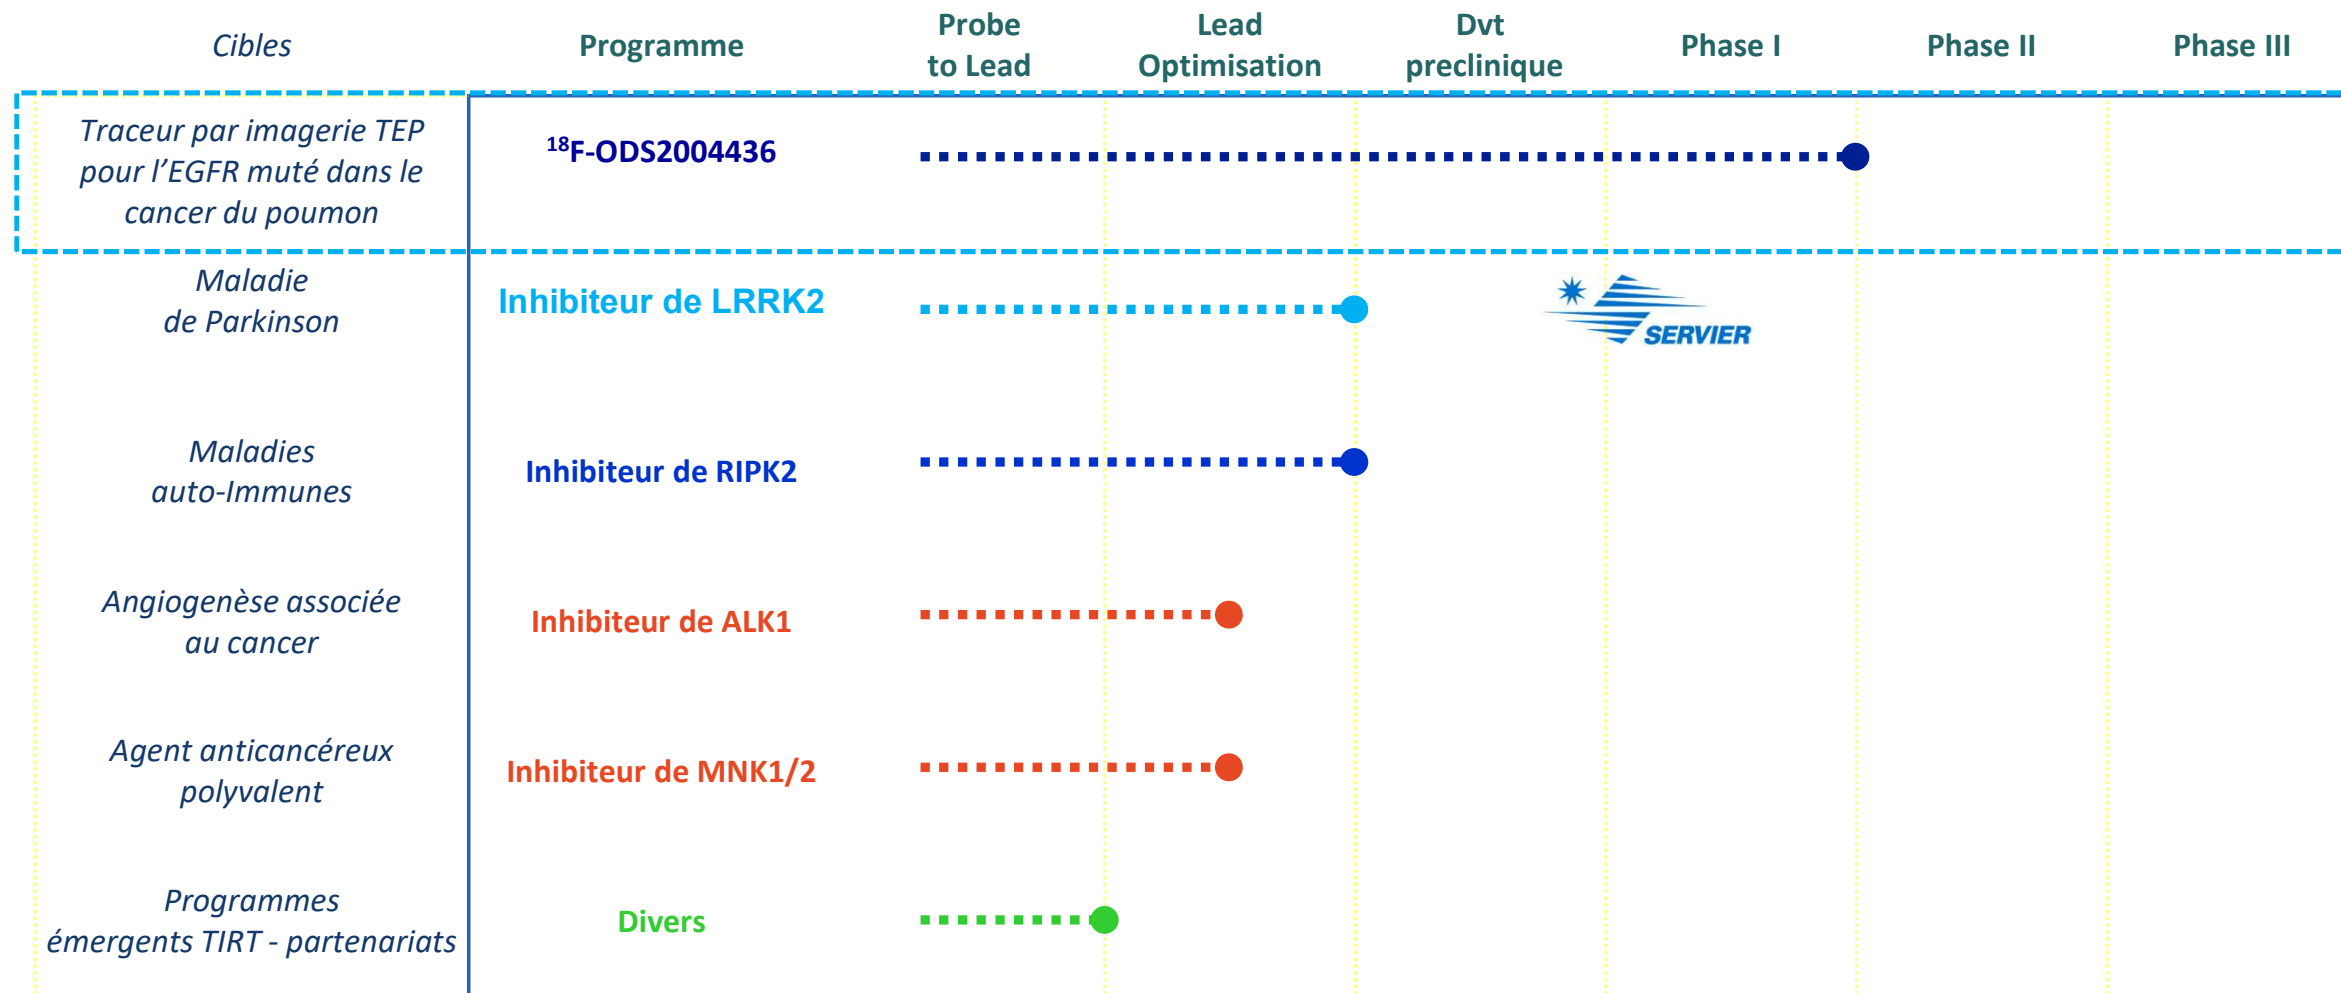 Cibles
Programme
Probe
to Lead
Lead
Optimisation
Dvt
preclinique
Phase I
Phase II
Phase III
Traceur par imagerie TEP
pour l’EGFR muté dans le
cancer du poumon
¹⁸F-ODS2004436
Maladie
de Parkinson
Inhibiteur de LRRK2
SERVIER
Maladies
auto-Immunes
Inhibiteur de RIPK2
Angiogenèse associée
au cancer
Inhibiteur de ALK1
Agent anticancéreux
polyvalent
Inhibiteur de MNK1/2
Programmes
émergents TIRT - partenariats
Divers